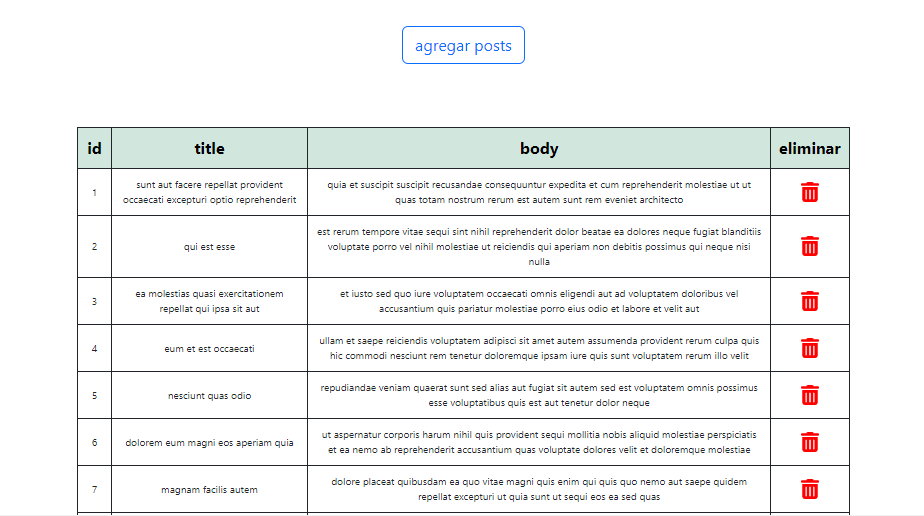 agregar posts
id title body eliminar
1
sunt aut facere repellat provident
occaecati excepturi optio reprehenderit
quia et suscipit suscipit recusandae consequuntur expedita et cum reprehenderit molestiae ut ut
quas totam nostrum rerum est autem sunt rem eveniet architecto
2
qui est esse
est rerum tempore vitae sequi sint nihil reprehenderit dolor beatae ea dolores neque fugiat blanditiis
voluptate porro vel nihil molestiae ut reiciendis qui aperiam non debitis possimus qui neque nisi
nulla
3
ea molestias quasi exercitationem
repellat qui ipsa sit aut
et iusto sed quo iure voluptatem occaecati omnis eligendi aut ad voluptatem doloribus vel
accusantium quis pariatur molestiae porro eius odio et labore et velit aut
4
eum et est occaecati
ullam et saepe reiciendis voluptatem adipisci sit amet autem assumenda provident rerum culpa quis
hic commodi nesciunt rem tenetur doloremque ipsam iure quis sunt voluptatem rerum illo velit
5
nesciunt quas odio
repudiandae veniam quaerat sunt sed alias aut fugiat sit autem sed est voluptatem omnis possimus
esse voluptatibus quis est aut tenetur dolor neque
6
dolorem eum magni eos aperiam quia
ut aspernatur corporis harum nihil quis provident sequi mollitia nobis aliquid molestiae perspiciatis
et ea nemo ab reprehenderit accusantium quas voluptate dolores velit et doloremque molestiae
7
magnam facilis autem
dolore placeat quibusdam ea quo vitae magni quis enim qui quis quo nemo aut saepe quidem
repellat excepturi ut quia sunt ut sequi eos ea sed quas